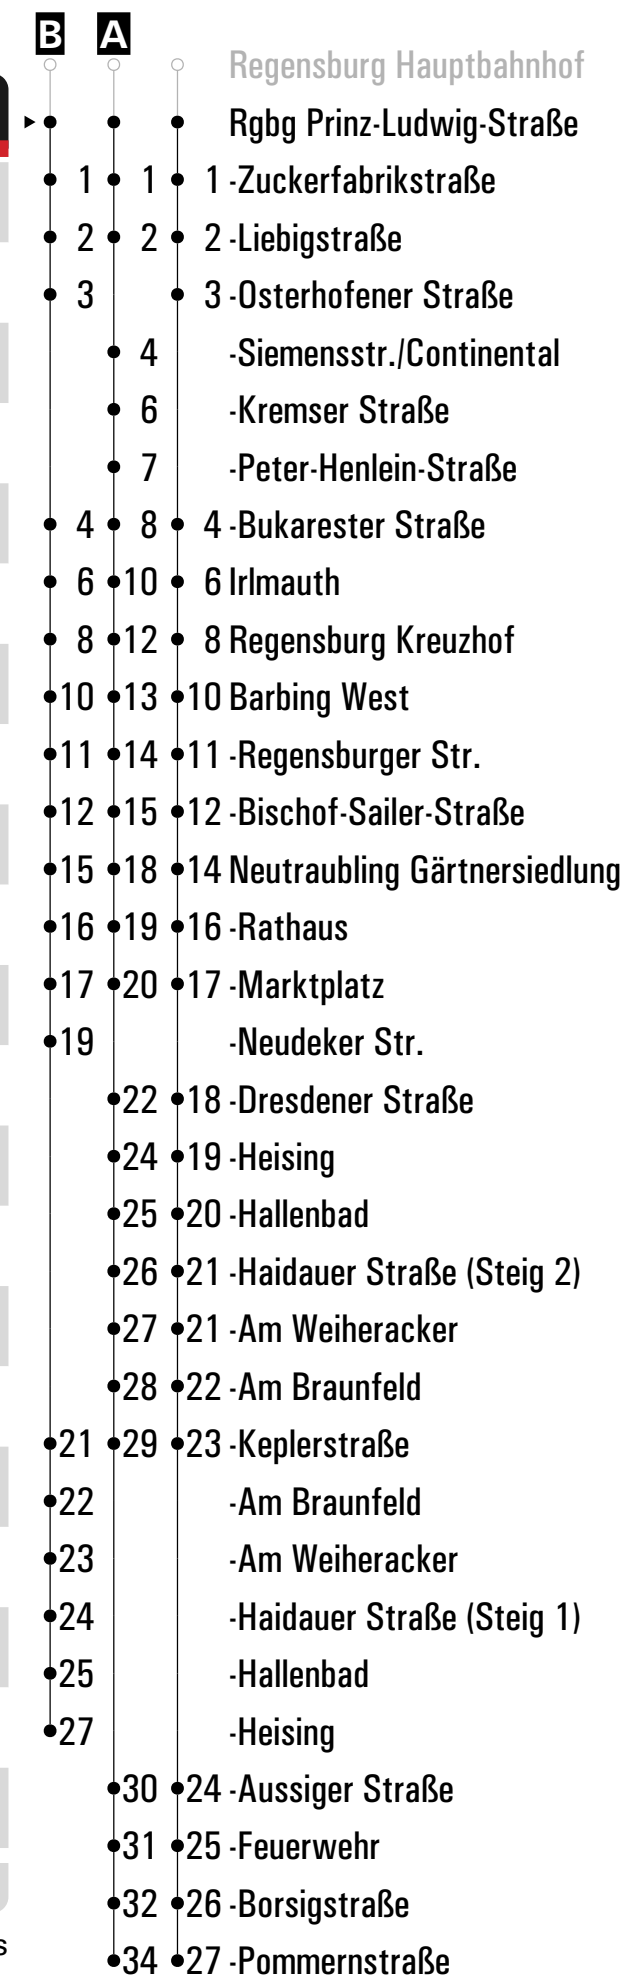 B A
Regensburg Hauptbahnhof
Rgbg Prinz-Ludwig-Straße
1 1 1 -Zuckerfabrikstraße
2 2 2 -Liebigstraße
3 3 -Osterhofener Straße
4 -Siemensstr./Continental
6 -Kremser Straße
7 -Peter-Henlein-Straße
4 8 4 -Bukarester Straße
6 10 6 Irlmauth
8 12 8 Regensburg Kreuzhof
10 13 10 Barbing West
11 14 11 -Regensburger Str.
12 15 12 -Bischof-Sailer-Straße
15 18 14 Neutraubling Gärtnersiedlung
16 19 16 -Rathaus
17 20 17 -Marktplatz
19 -Neudeker Str.
22 18 -Dresdener Straße
24 19 -Heising
25 20 -Hallenbad
26 21 -Haidauer Straße (Steig 2)
27 21 -Am Weiheracker
28 22 -Am Braunfeld
21 29 23 -Keplerstraße
22 -Am Braunfeld
23 -Am Weiheracker
24 -Haidauer Straße (Steig 1)
25 -Hallenbad
27 -Heising
30 24 -Aussiger Straße
31 25 -Feuerwehr
32 26 -Borsigstraße
s
34 27 -Pommernstraße